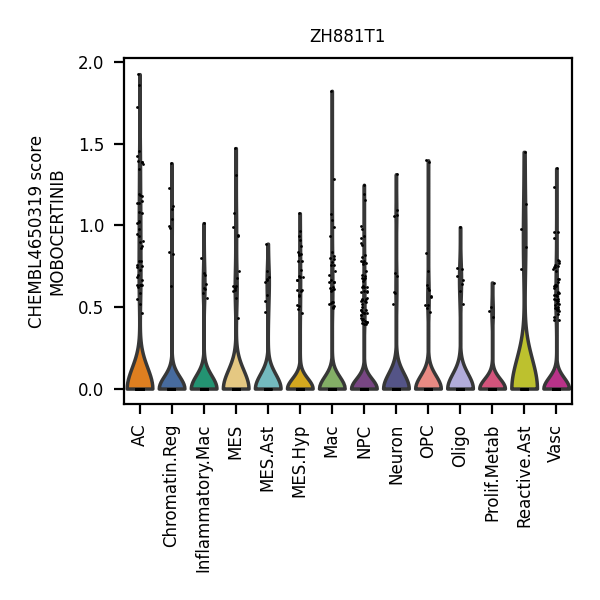 ZH881T1
CHEMBL4650319 score
MOBOCERTINIB
2.0
1.5
1.0
0.5
0.0
AC
Chromatin.Reg
Inflammatory.Mac
MES
MES.Ast
MES.Hyp
Mac
NPC
Neuron
OPC
Oligo
Prolif.Metab
Reactive.Ast
Vasc